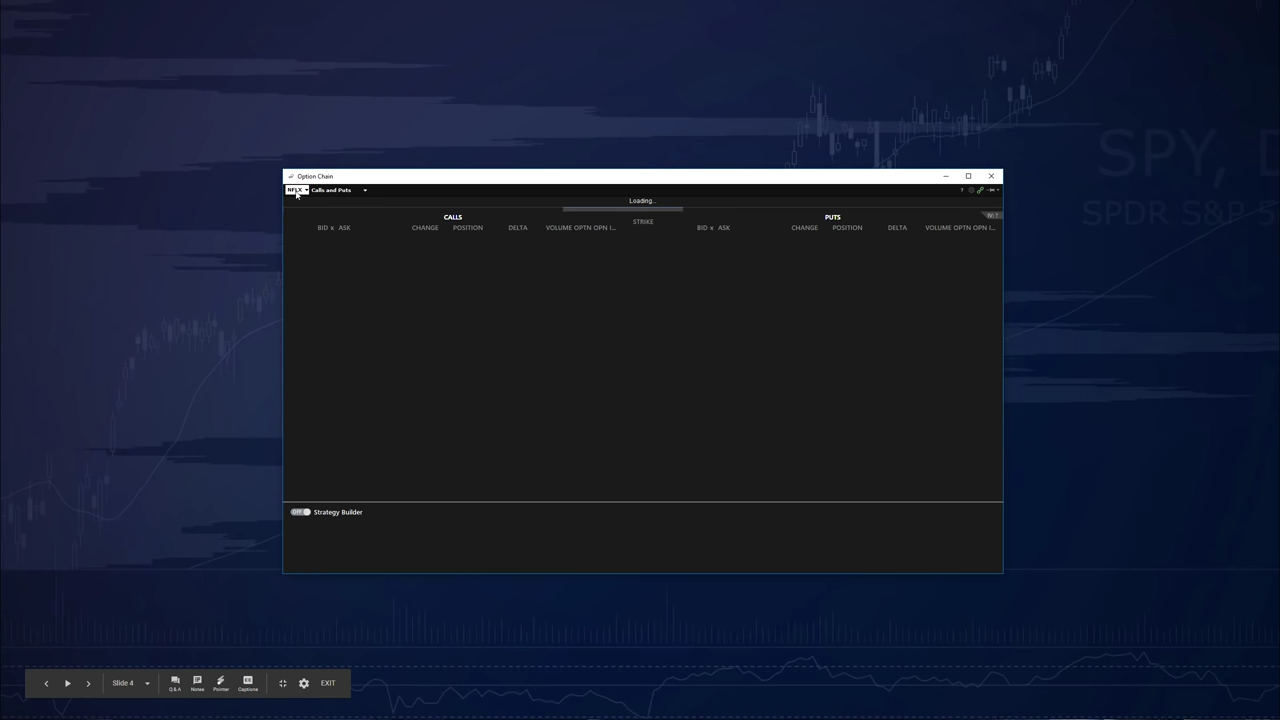 SPY, D
SPDR S&P 5
Option Chain
NFLX Calls and Puts ?
Loading...
CALLS STRIKE PUTS IV: ?
BID x ASK CHANGE POSITION DELTA VOLUME OPTN OPN I... BID x ASK CHANGE POSITION DELTA VOLUME OPTN OPN I...
OFF Strategy Builder
Slide 4 Q&A Notes Pointer Captions EXIT